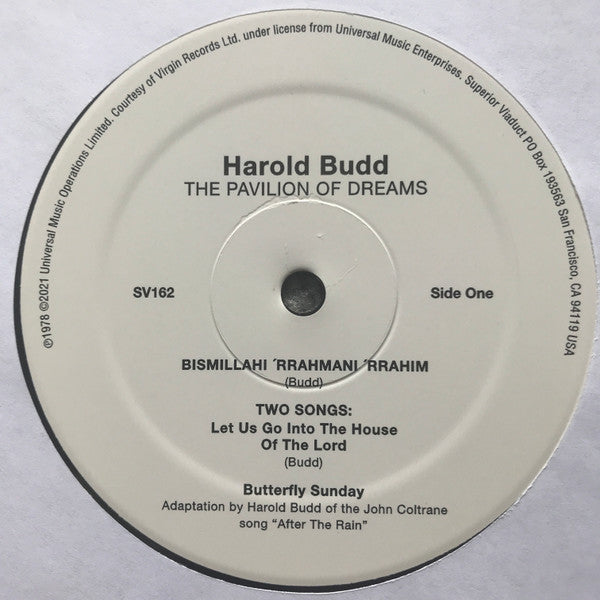 ℗1978 ©2021 Universal Music Operations Limited. Courtesy of Virgin Records Ltd. under license from Universal Music Enterprises. Superior Viaduct PO Box 193563 San Francisco, CA 94119 USA
Harold Budd
THE PAVILION OF DREAMS
SV162
Side One
BISMILLAHI ´RRAHMANI ´RRAHIM
(Budd)
TWO SONGS:
Let Us Go Into The House
Of The Lord
(Budd)
Butterfly Sunday
Adaptation by Harold Budd of the John Coltrane
song “After The Rain”